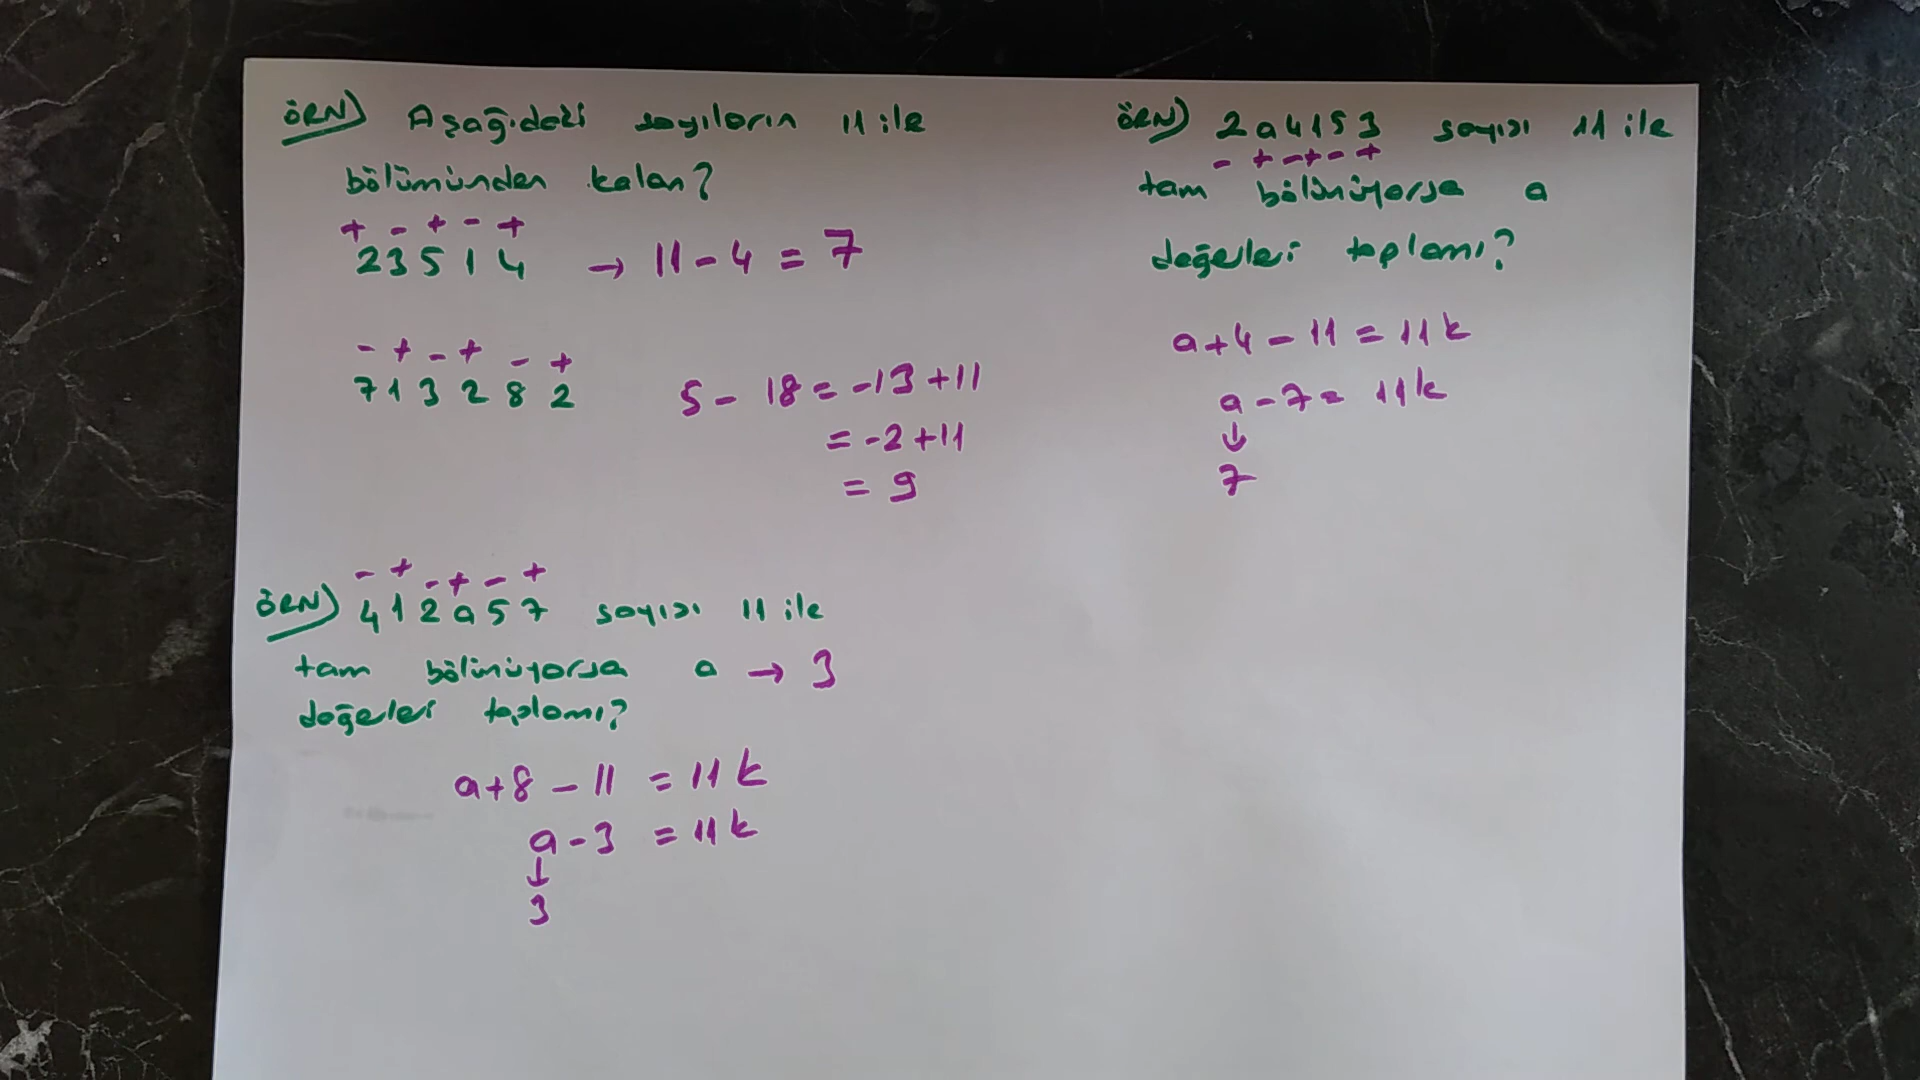 ÖRN) Aşağıdaki sayıların 11 ile
bölümünden kalan?
+ - + - +
23514 → 11 - 4 = 7
- + - + - +
713282 5 - 18 = -13 + 11
= -2 + 11
= 9
- + - + - +
ÖRN) 412a57 sayısı 11 ile
tam bölünüyorsa a → 3
değerleri toplamı?
a + 8 - 11 = 11k
a - 3 = 11k
↓
3
ÖRN) 2a4153 sayısı 11 ile
- + - + - +
tam bölünüyorsa a
değerleri toplamı?
a + 4 - 11 = 11k
a - 7 = 11k
↓
7